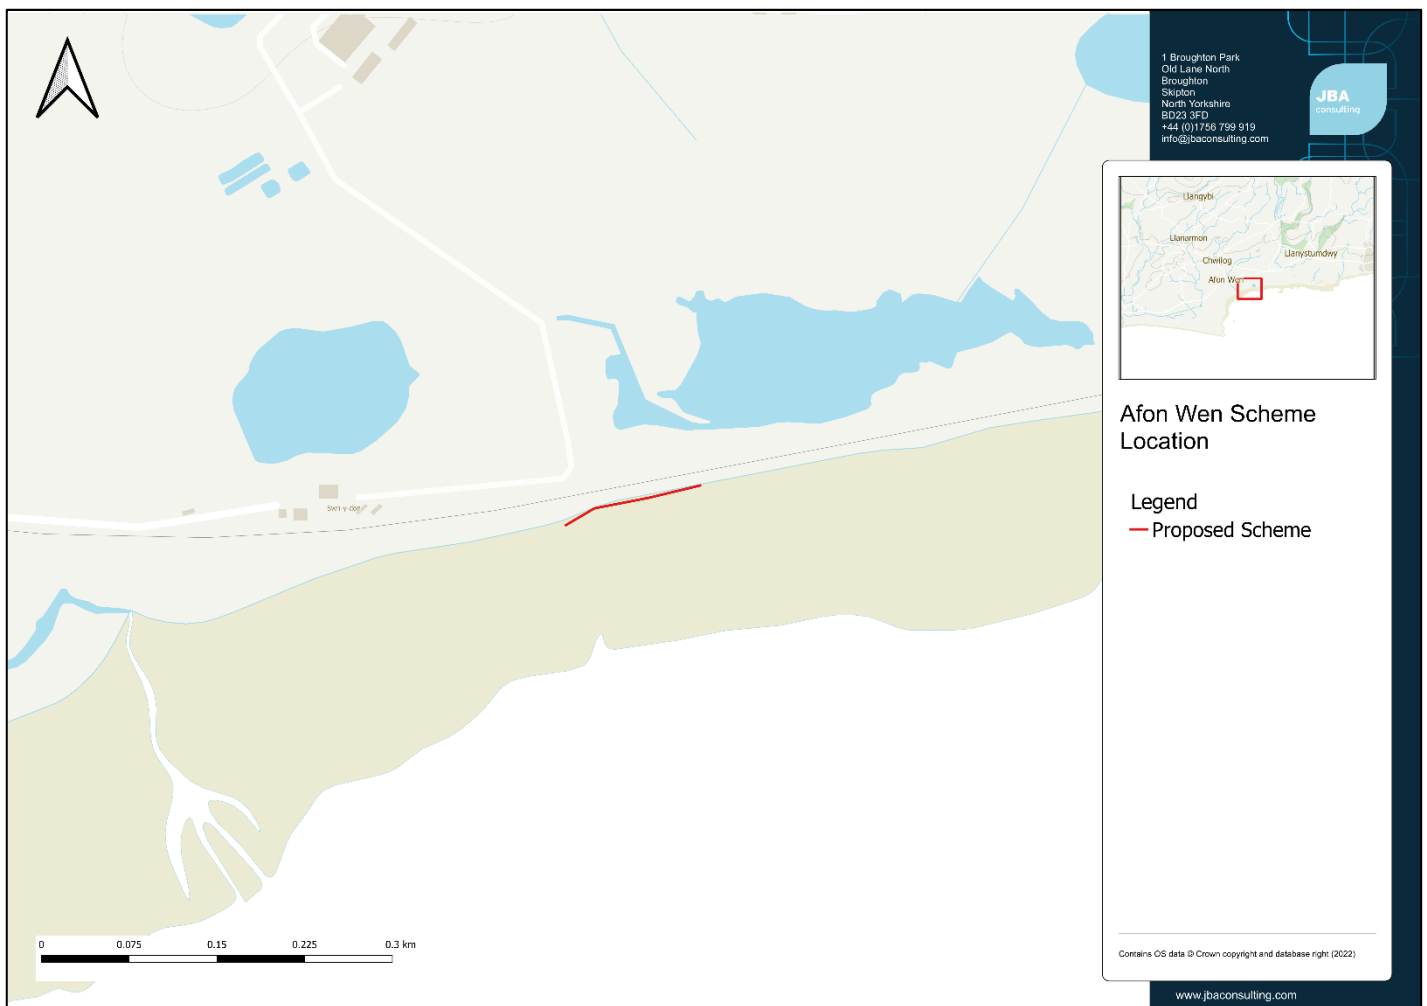 1 Broughton Park
Old Lane North
Broughton
Skipton
North Yorkshire
BD23 3FD
+44 (0)1756 799 919
info@jbaconsulting.com
JBA
consulting
Llangybi
Llanarmon
Chwilog
Llanystumdwy
Afon Wen
Afon Wen Scheme
Location
Legend
Proposed Scheme
Swn-y-don
0 0.075 0.15 0.225 0.3 km
Contains OS data © Crown copyright and database right (2022)
www.jbaconsulting.com